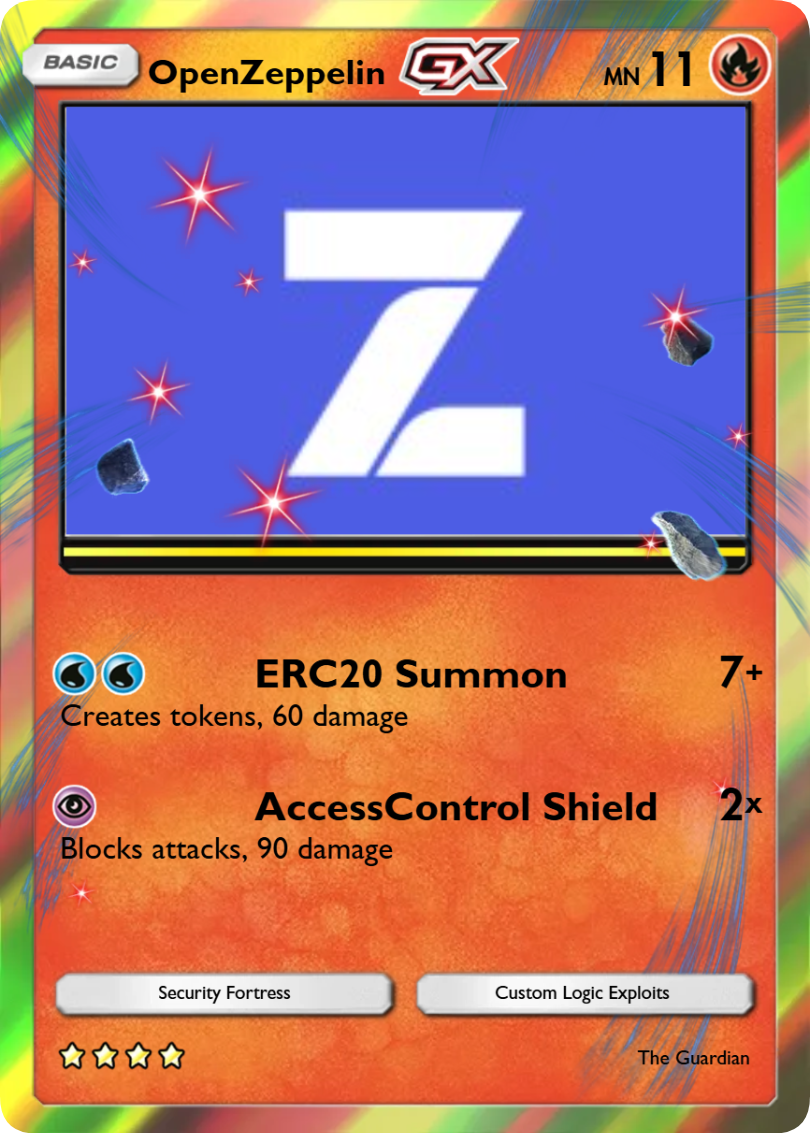 BASIC
OpenZeppelin GX MN 11
Z
ERC20 Summon 7+
Creates tokens, 60 damage
AccessControl Shield 2x
Blocks attacks, 90 damage
Security Fortress Custom Logic Exploits
The Guardian